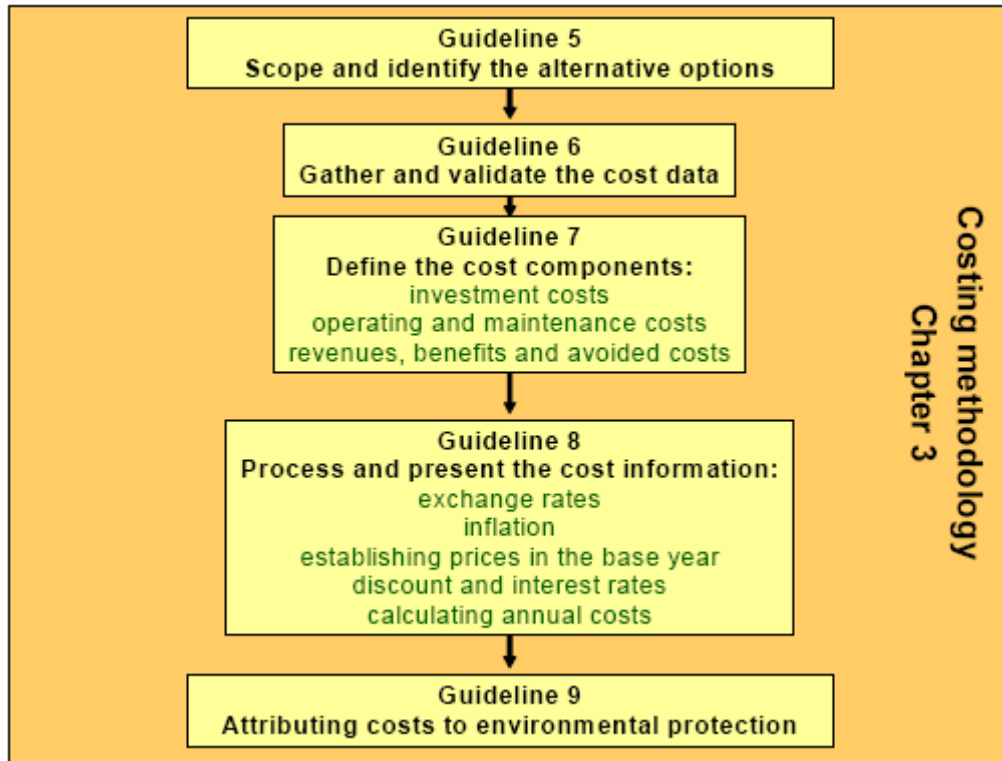 Guideline 5
Scope and identify the alternative options
Guideline 6
Gather and validate the cost data
Guideline 7
Define the cost components:
investment costs
operating and maintenance costs
revenues, benefits and avoided costs
Guideline 8
Process and present the cost information:
exchange rates
inflation
establishing prices in the base year
discount and interest rates
calculating annual costs
Guideline 9
Attributing costs to environmental protection
Costing methodology
Chapter 3